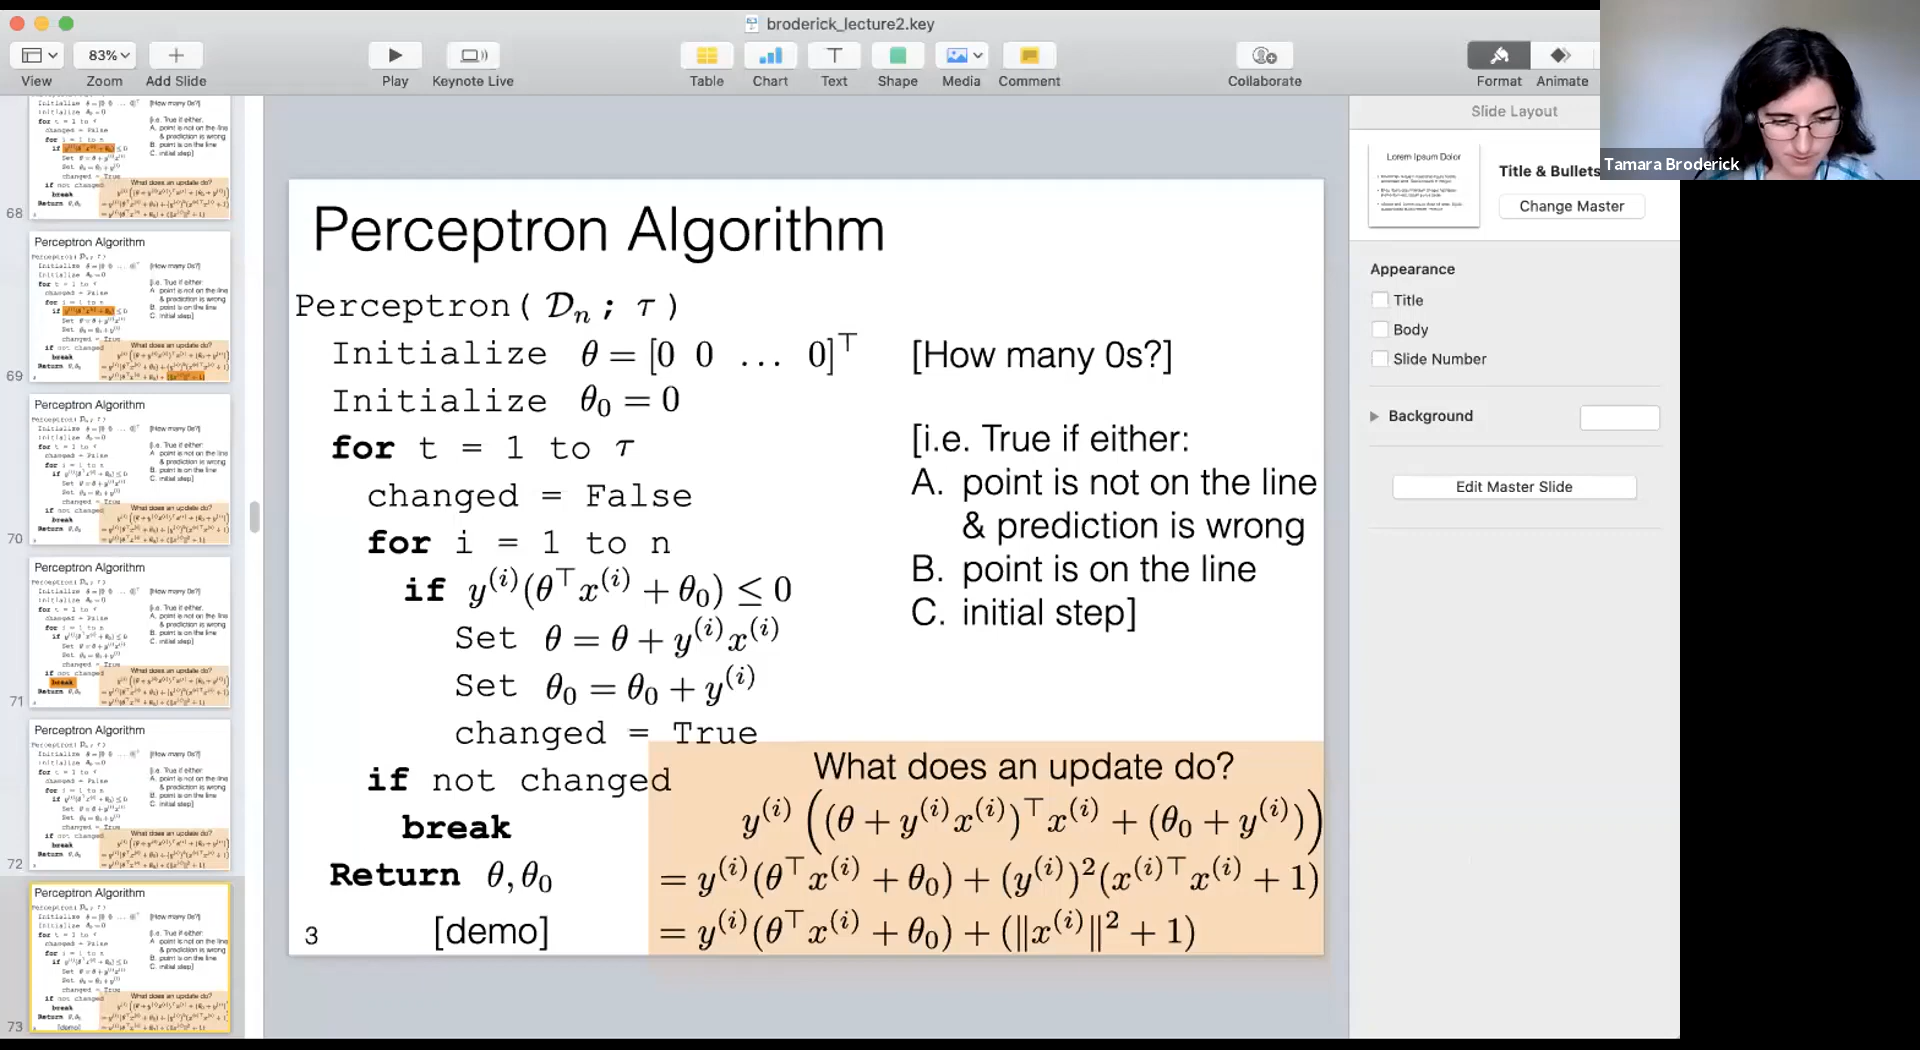 broderick_lecture2.key
83%
View
Zoom
Add Slide
Play
Keynote Live
Table
Chart
Text
Shape
Media
Comment
Collaborate
Format
Animate
Tamara Broderick
68
69
70
71
72
73
Perceptron Algorithm
Perceptron( 𝒟ₙ ; τ )
Initialize θ = [0 0 … 0]^⊤ [How many 0s?]
Initialize θ₀ = 0
for t = 1 to τ
changed = False
for i = 1 to n
if y^(i)(θ^⊤x^(i) + θ₀) ≤ 0
Set θ = θ + y^(i)x^(i)
Set θ₀ = θ₀ + y^(i)
changed = True
if not changed
break
Return θ, θ₀
[demo]
3
[i.e. True if either:
A. point is not on the line
& prediction is wrong
B. point is on the line
C. initial step]
What does an update do?
y^(i) ((θ + y^(i)x^(i))^⊤x^(i) + (θ₀ + y^(i)))
= y^(i)(θ^⊤x^(i) + θ₀) + (y^(i))²(x^(i)⊤x^(i) + 1)
= y^(i)(θ^⊤x^(i) + θ₀) + (‖x^(i)‖² + 1)
Slide Layout
Lorem Ipsum Dolor
Title & Bullets
Change Master
Appearance
Title
Body
Slide Number
Background
Edit Master Slide